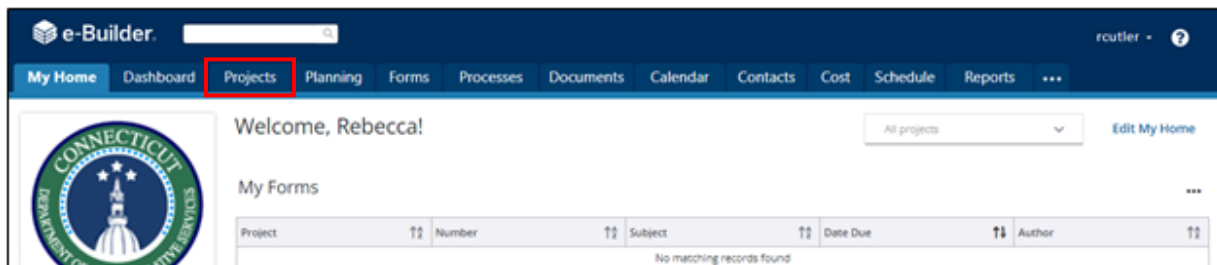 e-Builder.
rcutler
?
My Home Dashboard Projects Planning Forms Processes Documents Calendar Contacts Cost Schedule Reports •••
CONNECTICUT
Welcome, Rebecca!
All projects
Edit My Home
My Forms
•••
Project Number Subject Date Due Author
No matching records found